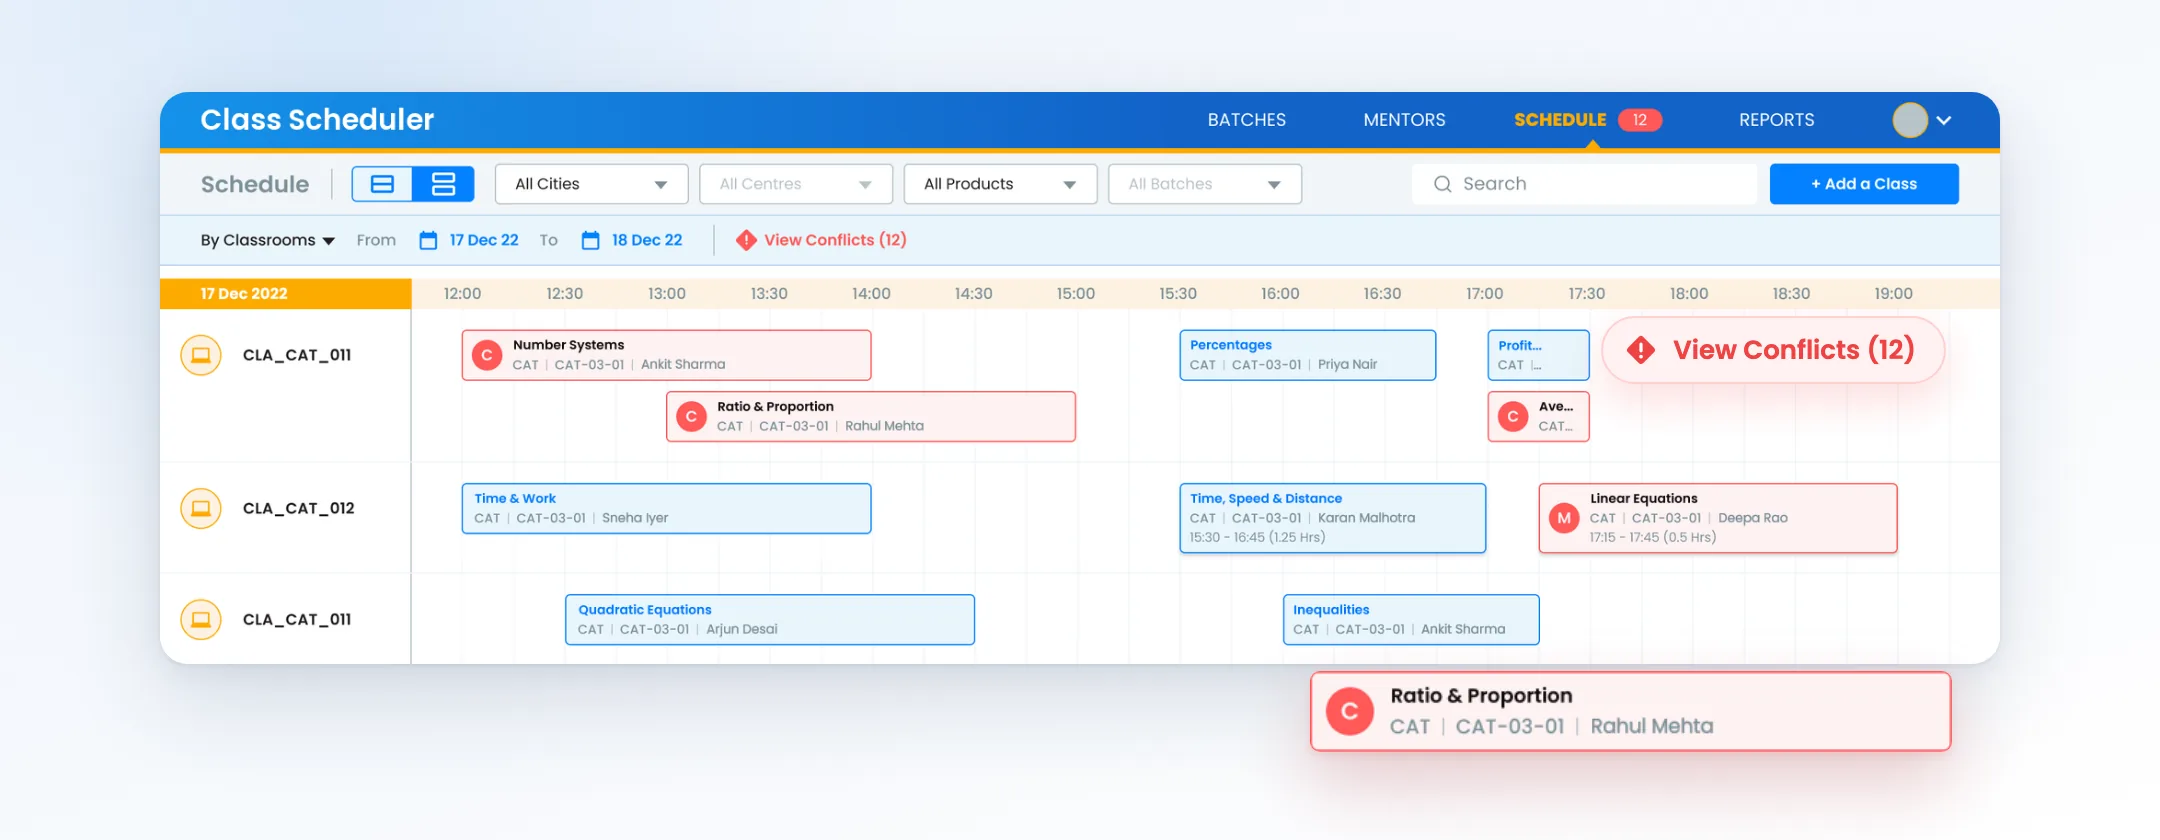 Class Scheduler
BATCHES MENTORS SCHEDULE 12 REPORTS
Schedule All Cities All Centres All Products All Batches Search + Add a Class
By Classrooms From 17 Dec 22 To 18 Dec 22 View Conflicts (12)
17 Dec 2022 12:00 12:30 13:00 13:30 14:00 14:30 15:00 15:30 16:00 16:30 17:00 17:30 18:00 18:30 19:00
CLA_CAT_011
C Number Systems
CAT | CAT-03-01 | Ankit Sharma
Percentages
CAT | CAT-03-01 | Priya Nair
Profit...
CAT |...
View Conflicts (12)
C Ratio & Proportion
CAT | CAT-03-01 | Rahul Mehta
C Ave...
CAT...
CLA_CAT_012
Time & Work
CAT | CAT-03-01 | Sneha Iyer
Time, Speed & Distance
CAT | CAT-03-01 | Karan Malhotra
15:30 - 16:45 (1.25 Hrs)
M Linear Equations
CAT | CAT-03-01 | Deepa Rao
17:15 - 17:45 (0.5 Hrs)
CLA_CAT_011
Quadratic Equations
CAT | CAT-03-01 | Arjun Desai
Inequalities
CAT | CAT-03-01 | Ankit Sharma
C Ratio & Proportion
CAT | CAT-03-01 | Rahul Mehta